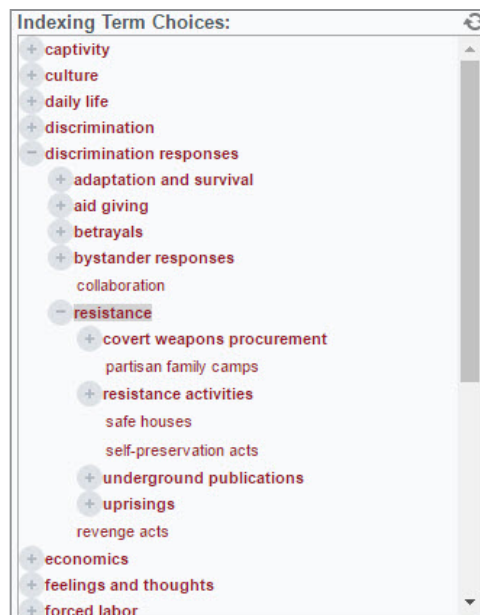 Indexing Term Choices:
captivity
culture
daily life
discrimination
discrimination responses
adaptation and survival
aid giving
betrayals
bystander responses
collaboration
resistance
covert weapons procurement
partisan family camps
resistance activities
safe houses
self-preservation acts
underground publications
uprisings
revenge acts
economics
feelings and thoughts
forced labor